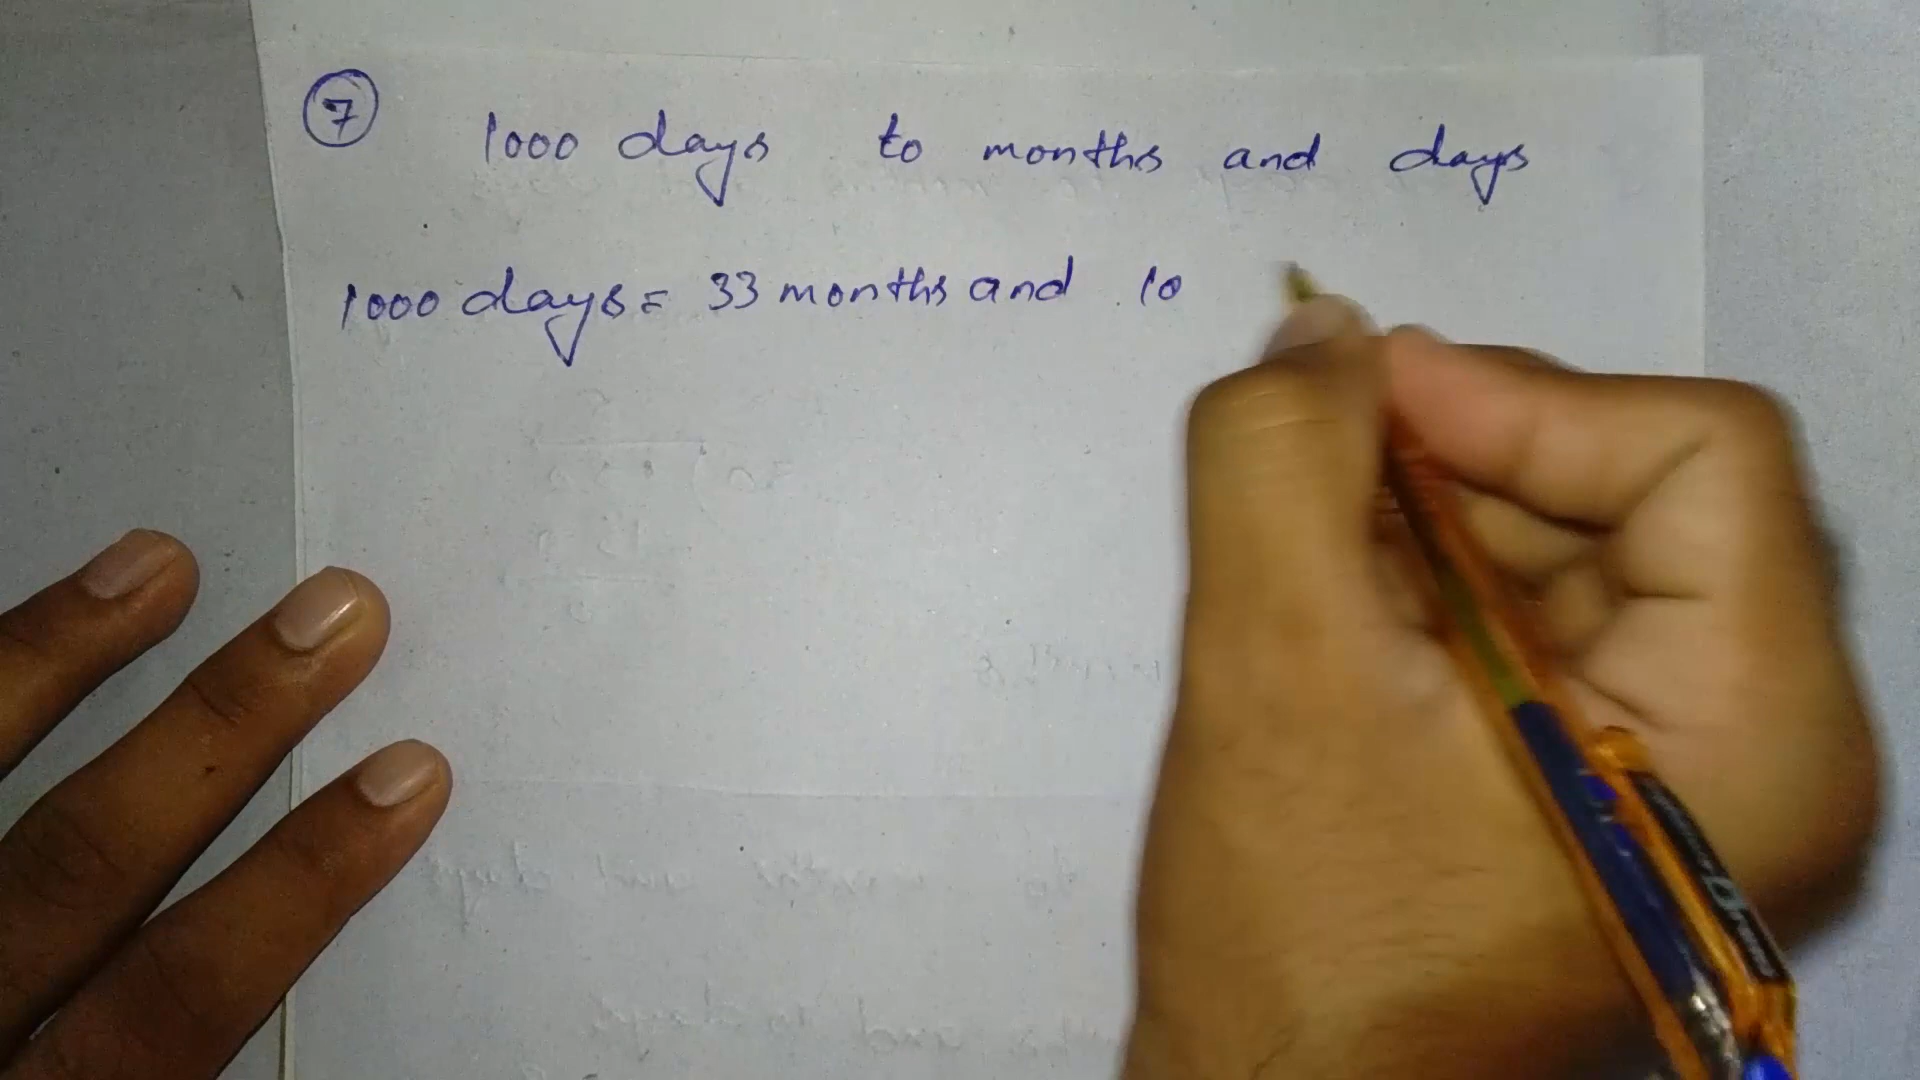 7 1000 days to months and days
1000 days = 33 months and 10